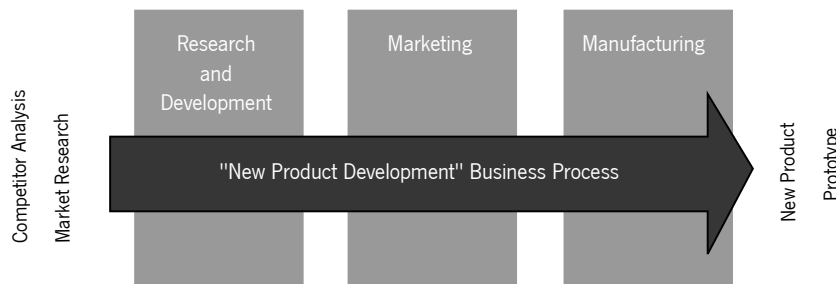 Competitor Analysis
Market Research
Research
and
Development
Marketing
Manufacturing
"New Product Development" Business Process
New Product
Prototype